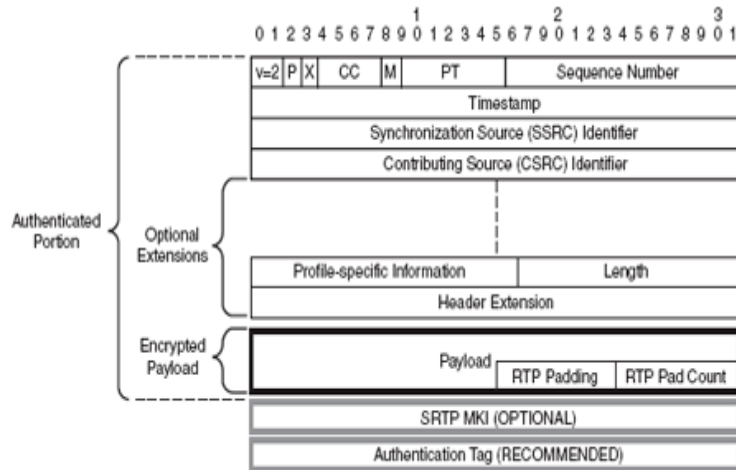 1 2 3
0 1 2 3 4 5 6 7 8 9 0 1 2 3 4 5 6 7 9 0 1 2 3 4 5 6 7 9 0 1
v=2 P X CC M PT Sequence Number
Timestamp
Synchronization Source (SSRC) Identifier
Contributing Source (CSRC) Identifier
Authenticated
Portion
Optional
Extensions
Profile-specific Information Length
Header Extension
Encrypted
Payload
Payload
RTP Padding RTP Pad Count
SRTP MKI (OPTIONAL)
Authentication Tag (RECOMMENDED)